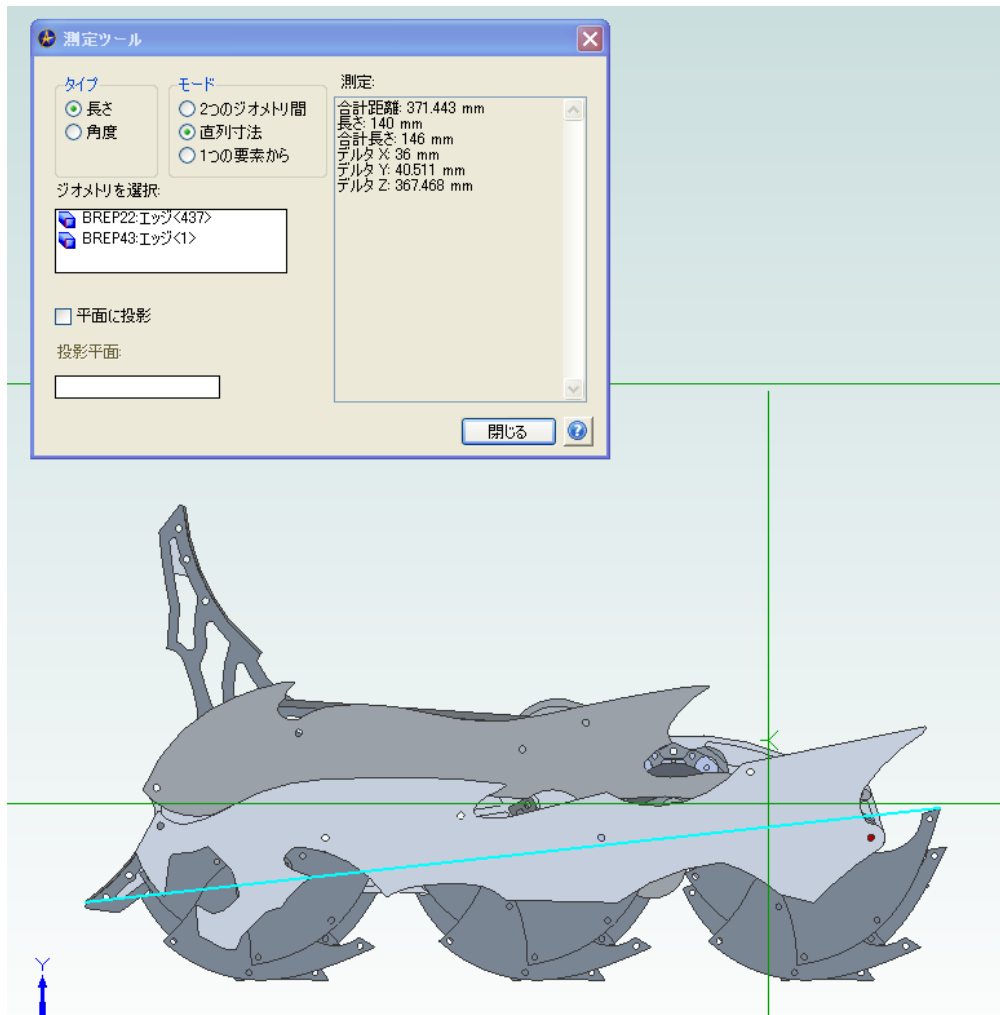 測定ツール
タイプ
長さ
角度
モード
2つのジオメトリ間
直列寸法
1つの要素から
ジオメトリを選択:
BREP22:エッジ<437>
BREP43:エッジ<1>
平面に投影
投影平面:
測定:
合計距離: 371.443 mm
長さ: 140 mm
合計長さ: 146 mm
デルタ X: 36 mm
デルタ Y: 40.511 mm
デルタ Z: 367.468 mm
閉じる
Y